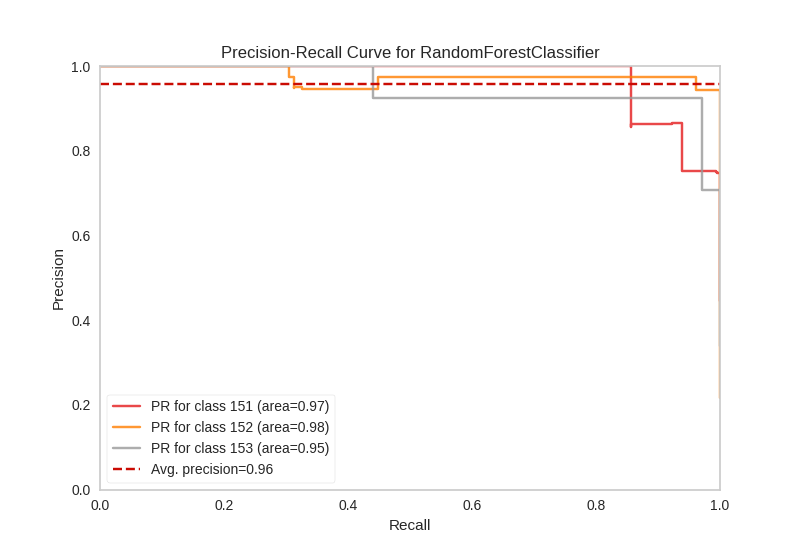 Precision-Recall Curve for RandomForestClassifier
1.0
0.8
0.6
0.4
0.2
0.0
Precision
PR for class 151 (area=0.97)
PR for class 152 (area=0.98)
PR for class 153 (area=0.95)
Avg. precision=0.96
0.0 0.2 0.4 0.6 0.8 1.0
Recall